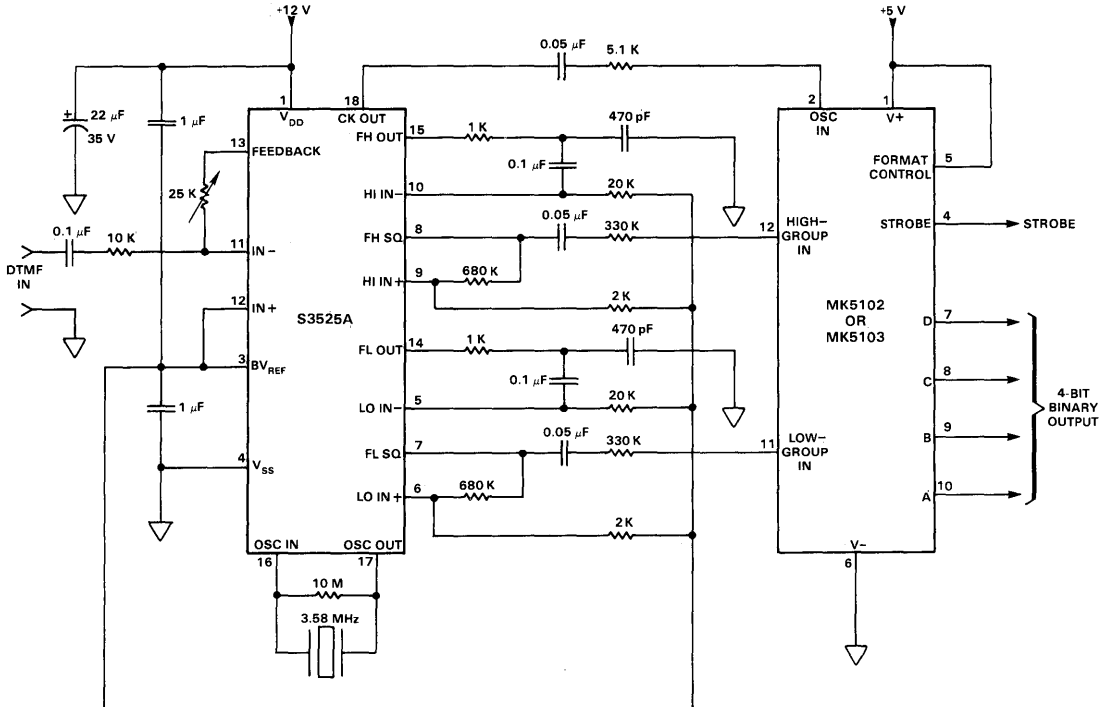 +12 V
+5 V
0.05 µF
5.1 K
1
18
2
1
22 µF
35 V
1 µF
V_DD
CK OUT
OSC
IN
V+
13
FEEDBACK
FH OUT
15
1 K
470 pF
FORMAT
CONTROL
5
25 K
0.1 µF
HI IN-
10
20 K
0.1 µF
10 K
11
IN-
FH SQ
8
0.05 µF
330 K
12
HIGH-
GROUP
IN
STROBE
4
STROBE
DTMF
IN
HI IN+
9
680 K
12
IN+
S3525A
2 K
MK5102
OR
MK5103
D
7
3
BV_REF
FL OUT
14
1 K
470 pF
0.1 µF
C
8
4-BIT
BINARY
OUTPUT
1 µF
LO IN-
5
20 K
FL SQ
7
0.05 µF
330 K
11
LOW-
GROUP
IN
B
9
4
V_SS
LO IN+
6
680 K
A
10
2 K
OSC IN
OSC OUT
16
17
V-
6
10 M
3.58 MHz